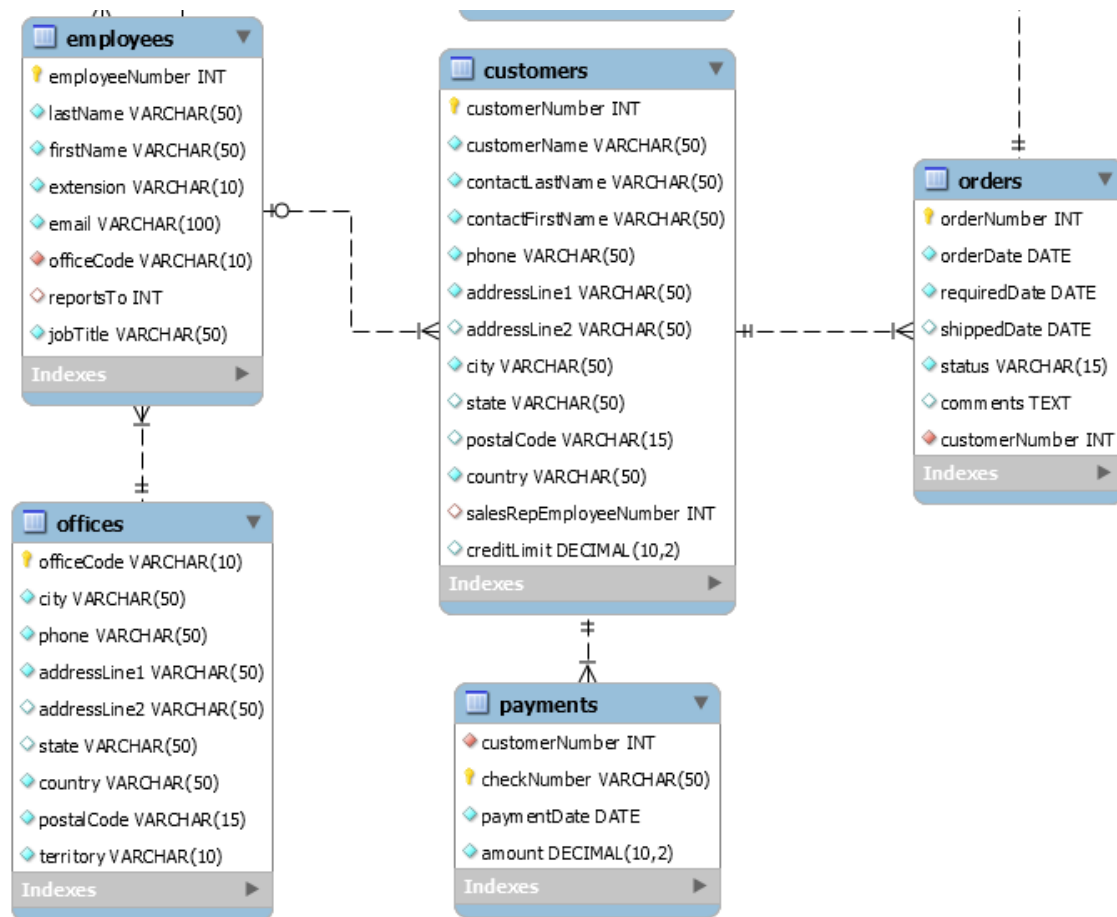 employees
employeeNumber INT
lastName VARCHAR(50)
firstName VARCHAR(50)
extension VARCHAR(10)
email VARCHAR(100)
officeCode VARCHAR(10)
reportsTo INT
jobTitle VARCHAR(50)
Indexes
offices
officeCode VARCHAR(10)
city VARCHAR(50)
phone VARCHAR(50)
addressLine1 VARCHAR(50)
addressLine2 VARCHAR(50)
state VARCHAR(50)
country VARCHAR(50)
postalCode VARCHAR(15)
territory VARCHAR(10)
Indexes
customers
customerNumber INT
customerName VARCHAR(50)
contactLastName VARCHAR(50)
contactFirstName VARCHAR(50)
phone VARCHAR(50)
addressLine1 VARCHAR(50)
addressLine2 VARCHAR(50)
city VARCHAR(50)
state VARCHAR(50)
postalCode VARCHAR(15)
country VARCHAR(50)
salesRepEmployeeNumber INT
creditLimit DECIMAL(10,2)
Indexes
payments
customerNumber INT
checkNumber VARCHAR(50)
paymentDate DATE
amount DECIMAL(10,2)
Indexes
orders
orderNumber INT
orderDate DATE
requiredDate DATE
shippedDate DATE
status VARCHAR(15)
comments TEXT
customerNumber INT
Indexes